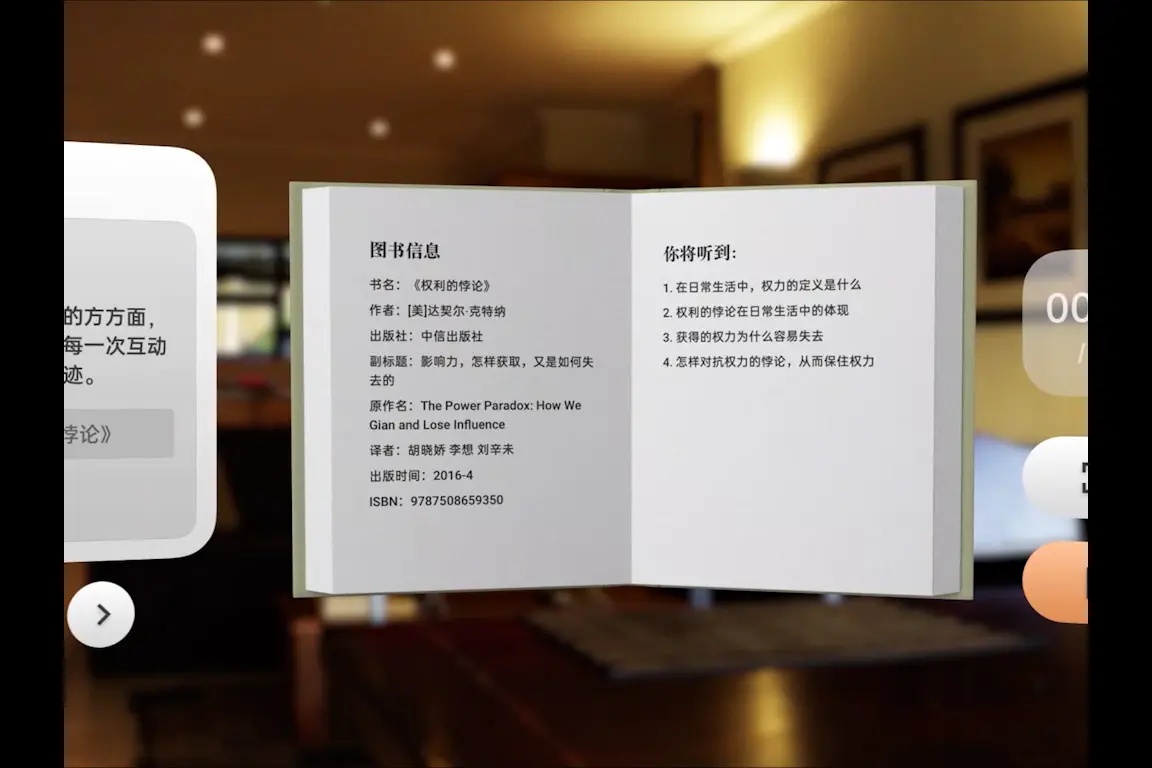 的方方面，
每一次互动
迹。
悖论》
图书信息
书名：《权利的悖论》
作者：[美]达契尔·克特纳
出版社：中信出版社
副标题：影响力，怎样获取，又是如何失
去的
原作名：The Power Paradox: How We
Gian and Lose Influence
译者：胡晓娇 李想 刘辛未
出版时间：2016-4
ISBN：9787508659350
你将听到：
1. 在日常生活中，权力的定义是什么
2. 权利的悖论在日常生活中的体现
3. 获得的权力为什么容易失去
4. 怎样对抗权力的悖论，从而保住权力
00
/